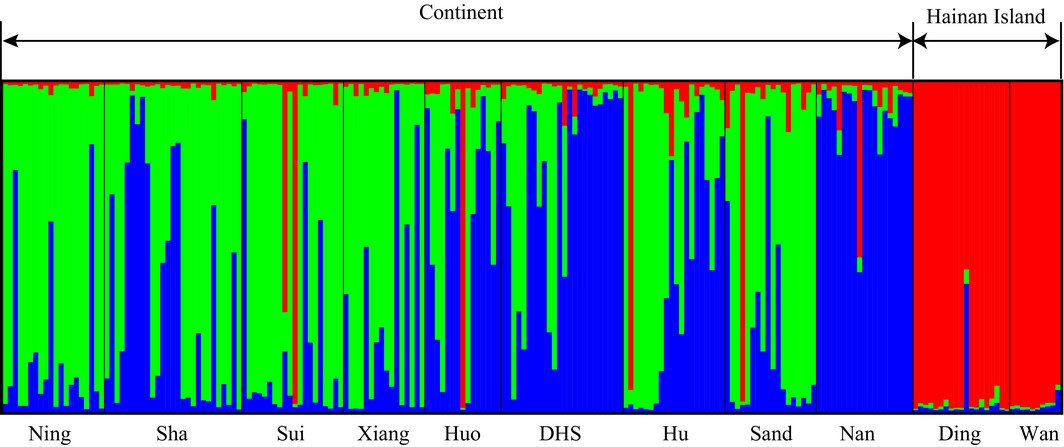 Continent
Hainan Island
Ning Sha Sui Xiang Huo DHS Hu Sand Nan Ding Wan